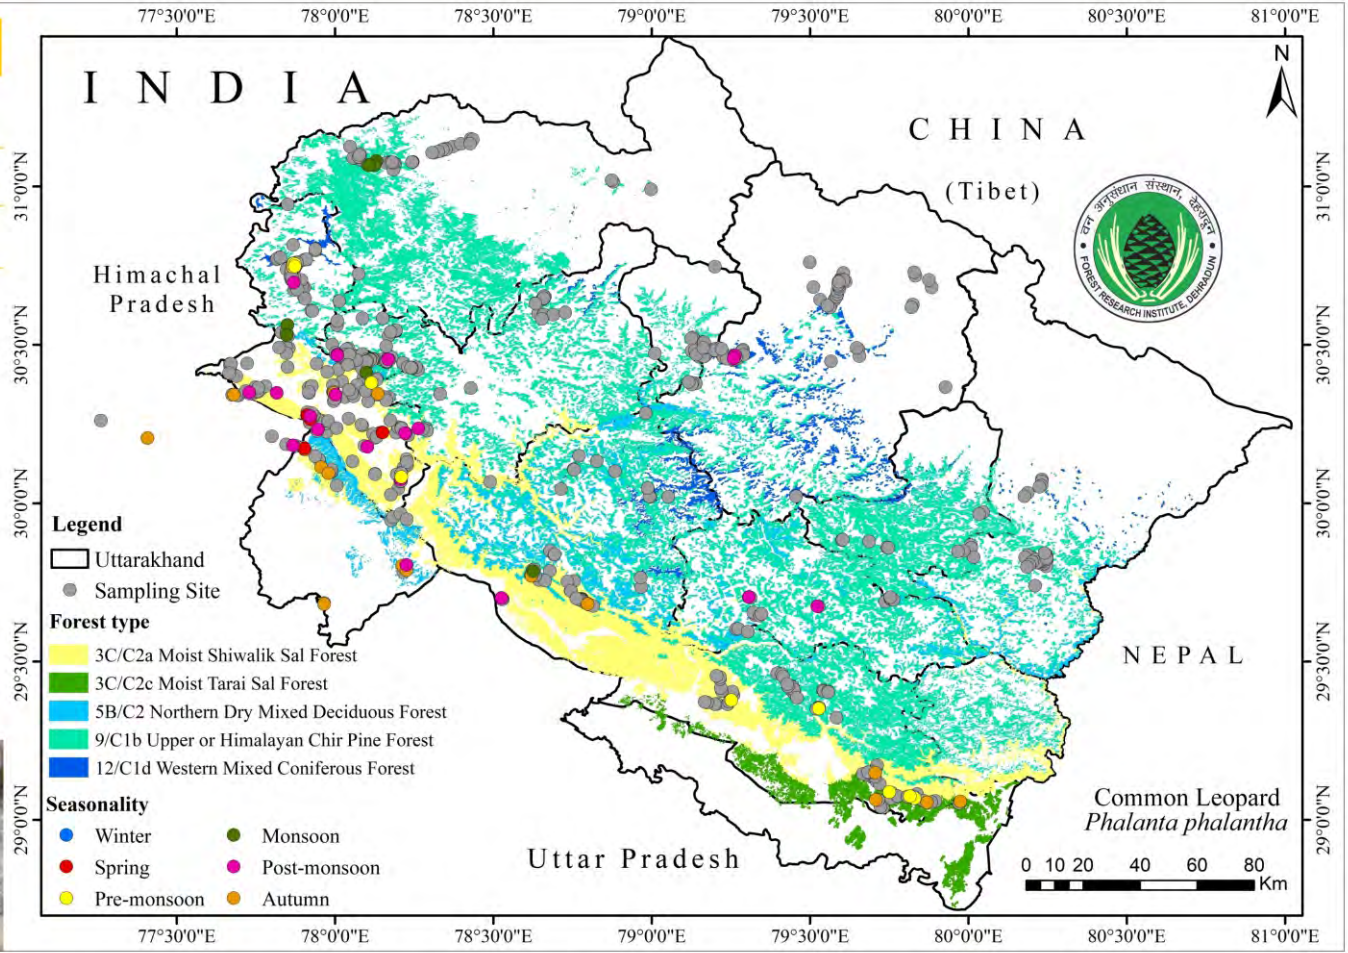 77°30'0"E 78°0'0"E 78°30'0"E 79°0'0"E 79°30'0"E 80°0'0"E 80°30'0"E 81°0'0"E
INDIA
N
CHINA
(Tibet)
31°0'0"N
31°0'0"N
वन अनुसंधान संस्थान, देहरादून
FOREST RESEARCH INSTITUTE, DEHRADUN
Himachal
Pradesh
30°30'0"N
30°30'0"N
30°0'0"N
30°0'0"N
Legend
Uttarakhand
Sampling Site
Forest type
3C/C2a Moist Shiwalik Sal Forest
3C/C2c Moist Tarai Sal Forest
5B/C2 Northern Dry Mixed Deciduous Forest
9/C1b Upper or Himalayan Chir Pine Forest
12/C1d Western Mixed Coniferous Forest
Seasonality
Winter
Spring
Pre-monsoon
Monsoon
Post-monsoon
Autumn
29°30'0"N
29°30'0"N
NEPAL
29°0'0"N
29°0'0"N
Uttar Pradesh
Common Leopard
Phalanta phalantha
0 10 20 40 60 80
Km
77°30'0"E 78°0'0"E 78°30'0"E 79°0'0"E 79°30'0"E 80°0'0"E 80°30'0"E 81°0'0"E